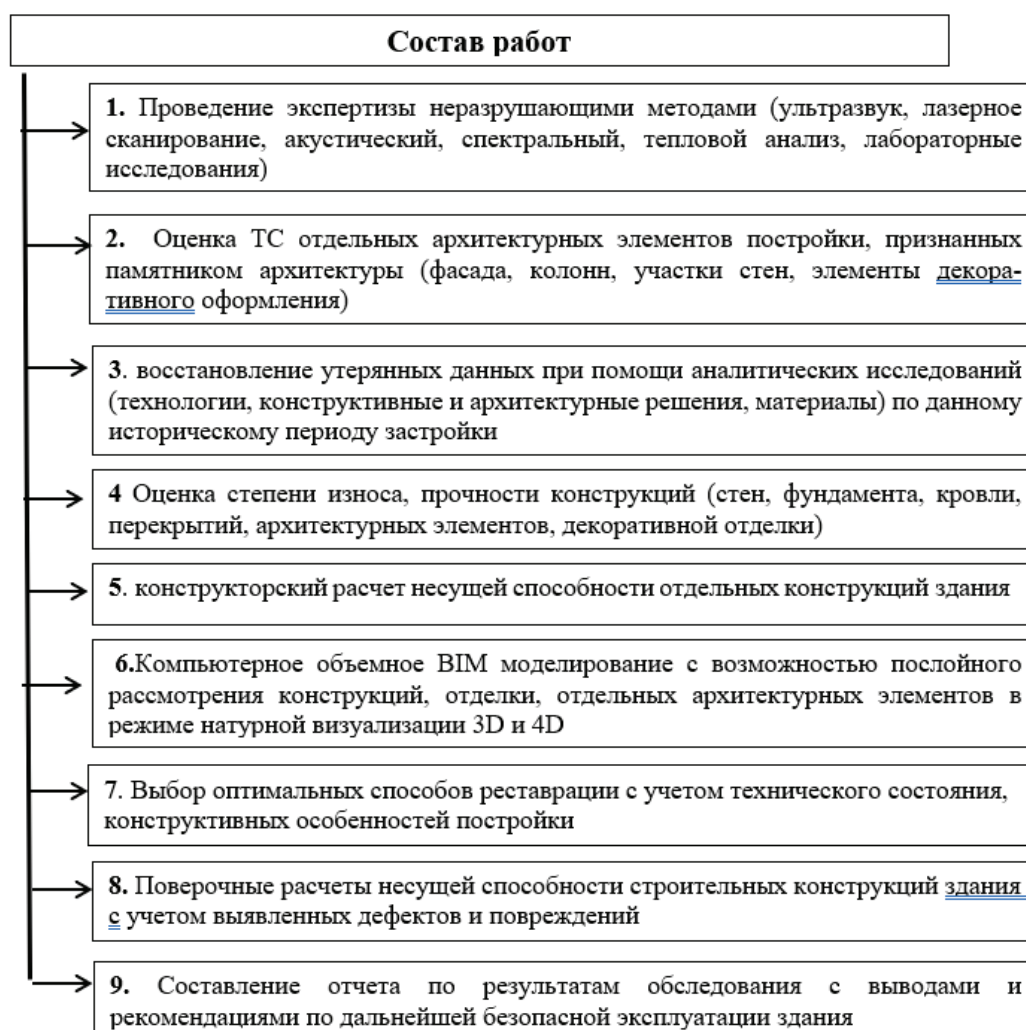 Состав работ
1. Проведение экспертизы неразрушающими методами (ультразвук, лазерное
сканирование, акустический, спектральный, тепловой анализ, лабораторные
исследования)
2. Оценка ТС отдельных архитектурных элементов постройки, признанных
памятником архитектуры (фасада, колонн, участки стен, элементы декора-
тивного оформления)
3. восстановление утерянных данных при помощи аналитических исследований
(технологии, конструктивные и архитектурные решения, материалы) по данному
историческому периоду застройки
4 Оценка степени износа, прочности конструкций (стен, фундамента, кровли,
перекрытий, архитектурных элементов, декоративной отделки)
5. конструкторский расчет несущей способности отдельных конструкций здания
6.Компьютерное объемное BIM моделирование с возможностью послойного
рассмотрения конструкций, отделки, отдельных архитектурных элементов в
режиме натурной визуализации 3D и 4D
7. Выбор оптимальных способов реставрации с учетом технического состояния,
конструктивных особенностей постройки
8. Поверочные расчеты несущей способности строительных конструкций здания
с учетом выявленных дефектов и повреждений
9. Составление отчета по результатам обследования с выводами и
рекомендациями по дальнейшей безопасной эксплуатации здания